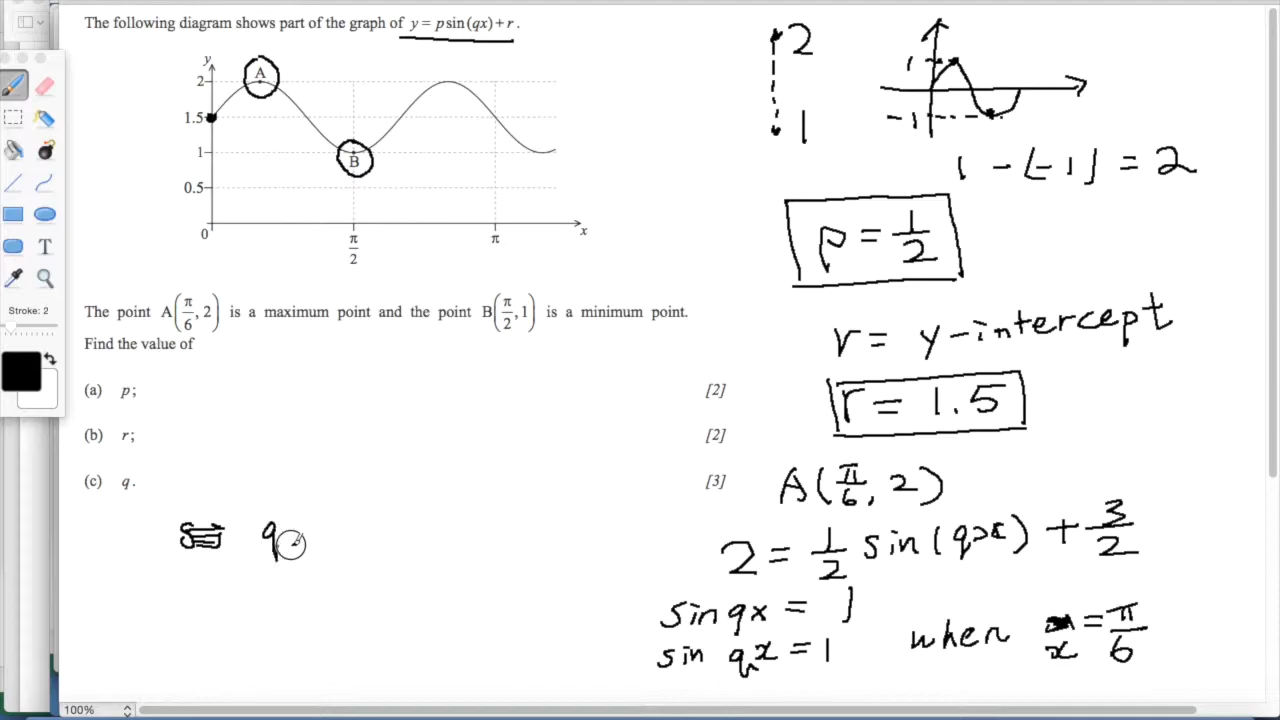 The following diagram shows part of the graph of y = p sin(qx) + r .
y
2
A
1.5
1
B
0.5
0
π/2
π
x
The point A(π/6, 2) is a maximum point and the point B(π/2, 1) is a minimum point.
Find the value of
(a) p; [2]
(b) r; [2]
(c) q. [3]
q
2
1
1
-1
1 - (-1) = 2
p = 1/2
r = y-intercept
r = 1.5
A(π/6, 2)
2 = 1/2 sin(qx) + 3/2
sin qx = 1
sin qx = 1 when x = π/6
Stroke: 2
T
100%